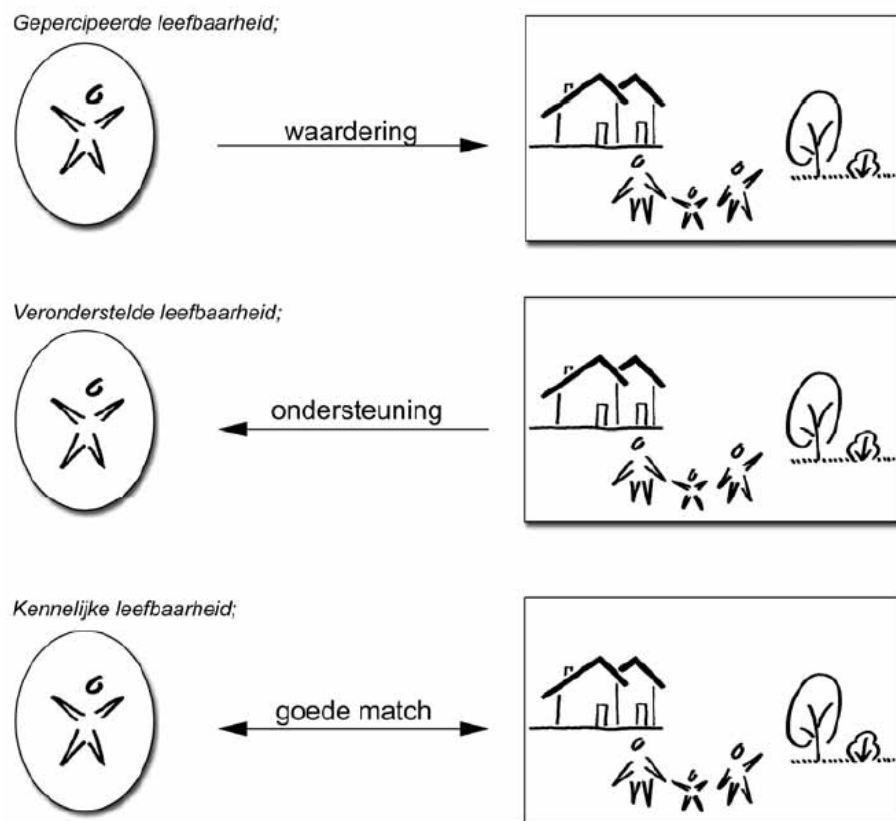 Gepercipeerde leefbaarheid;
waardering
Veronderstelde leefbaarheid;
ondersteuning
Kennelijke leefbaarheid;
goede match